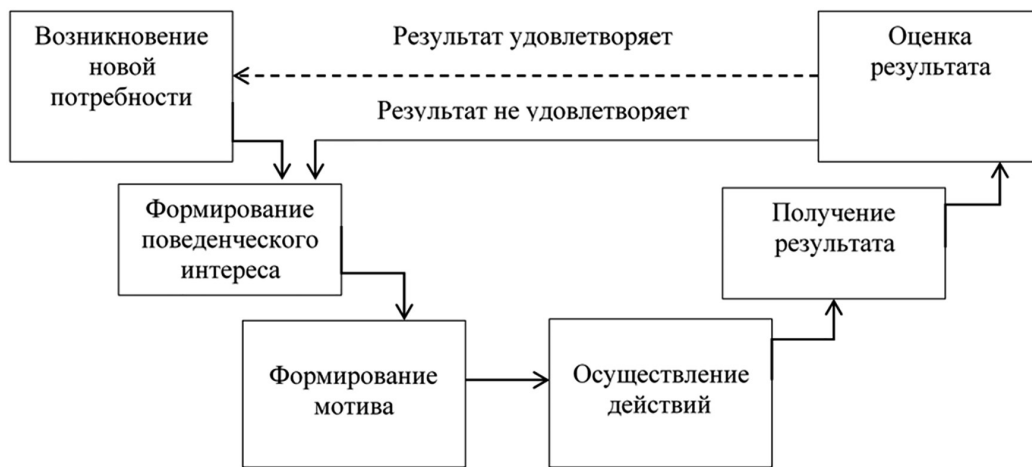 Возникновение
новой
потребности
Результат удовлетворяет
Оценка
результата
Результат не удовлетворяет
Формирование
поведенческого
интереса
Получение
результата
Формирование
мотива
Осуществление
действий